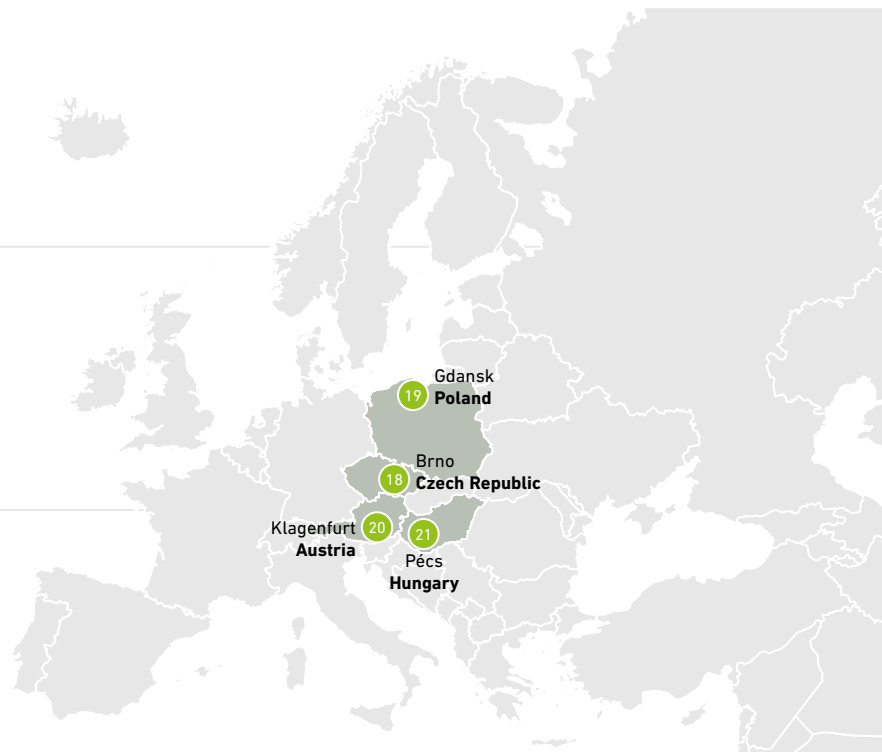 19
Gdansk
Poland
18
Brno
Czech Republic
20
Klagenfurt
Austria
21
Pécs
Hungary